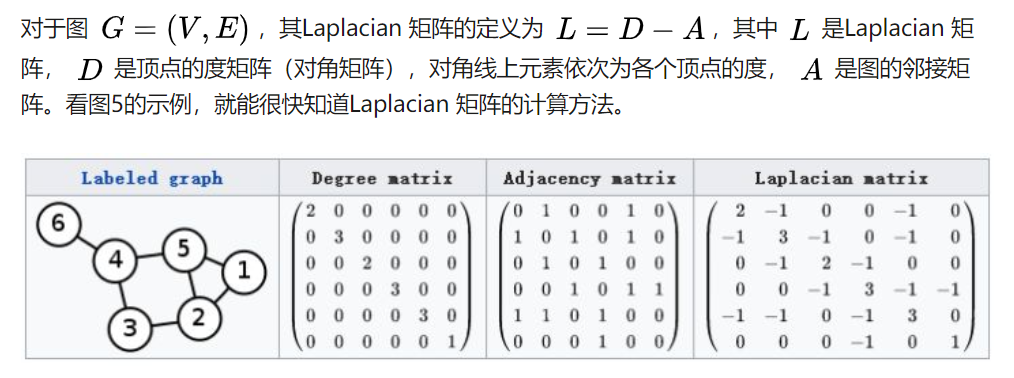 对于图 G = (V, E) ，其Laplacian 矩阵的定义为 L = D − A ，其中 L 是Laplacian 矩
阵， D 是顶点的度矩阵（对角矩阵），对角线上元素依次为各个顶点的度， A 是图的邻接矩
阵。看图5的示例，就能很快知道Laplacian 矩阵的计算方法。
Labeled graph Degree matrix Adjacency matrix Laplacian matrix
6
4
5
1
3
2
2 0 0 0 0 0
0 3 0 0 0 0
0 0 2 0 0 0
0 0 0 3 0 0
0 0 0 0 3 0
0 0 0 0 0 1
0 1 0 0 1 0
1 0 1 0 1 0
0 1 0 1 0 0
0 0 1 0 1 1
1 1 0 1 0 0
0 0 0 1 0 0
2 −1 0 0 −1 0
−1 3 −1 0 −1 0
0 −1 2 −1 0 0
0 0 −1 3 −1 −1
−1 −1 0 −1 3 0
0 0 0 −1 0 1